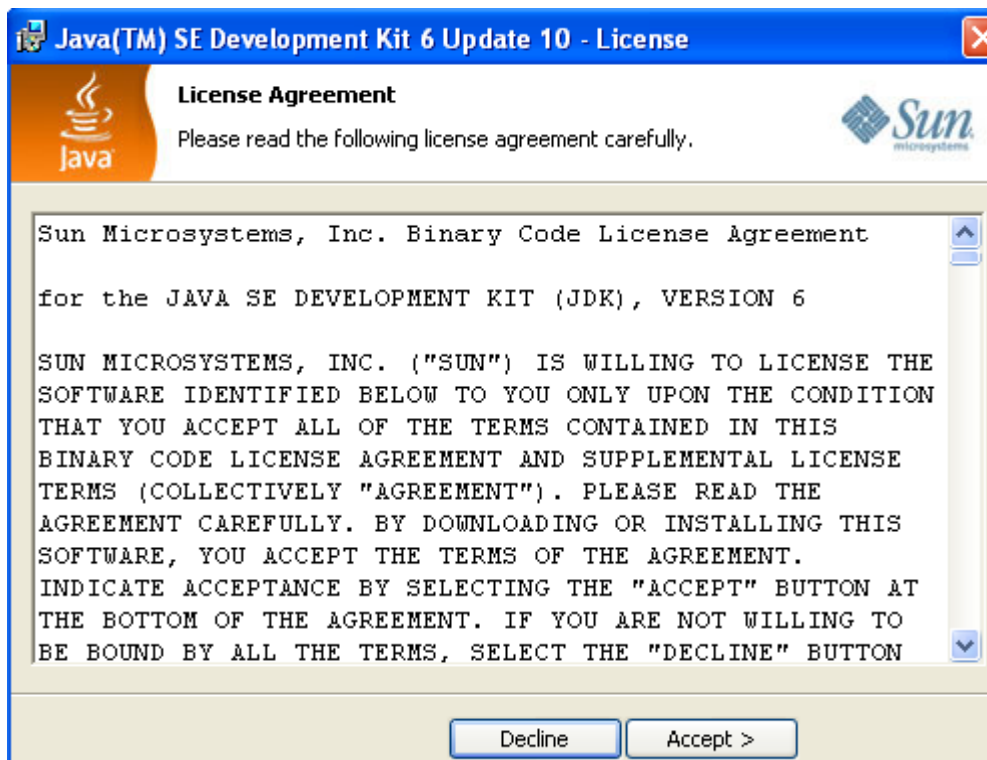 Java(TM) SE Development Kit 6 Update 10 - License
License Agreement
Please read the following license agreement carefully.
Java
Sun
microsystems
Sun Microsystems, Inc. Binary Code License Agreement
for the JAVA SE DEVELOPMENT KIT (JDK), VERSION 6
SUN MICROSYSTEMS, INC. ("SUN") IS WILLING TO LICENSE THE
SOFTWARE IDENTIFIED BELOW TO YOU ONLY UPON THE CONDITION
THAT YOU ACCEPT ALL OF THE TERMS CONTAINED IN THIS
BINARY CODE LICENSE AGREEMENT AND SUPPLEMENTAL LICENSE
TERMS (COLLECTIVELY "AGREEMENT"). PLEASE READ THE
AGREEMENT CAREFULLY. BY DOWNLOADING OR INSTALLING THIS
SOFTWARE, YOU ACCEPT THE TERMS OF THE AGREEMENT.
INDICATE ACCEPTANCE BY SELECTING THE "ACCEPT" BUTTON AT
THE BOTTOM OF THE AGREEMENT. IF YOU ARE NOT WILLING TO
BE BOUND BY ALL THE TERMS, SELECT THE "DECLINE" BUTTON
Decline
Accept >